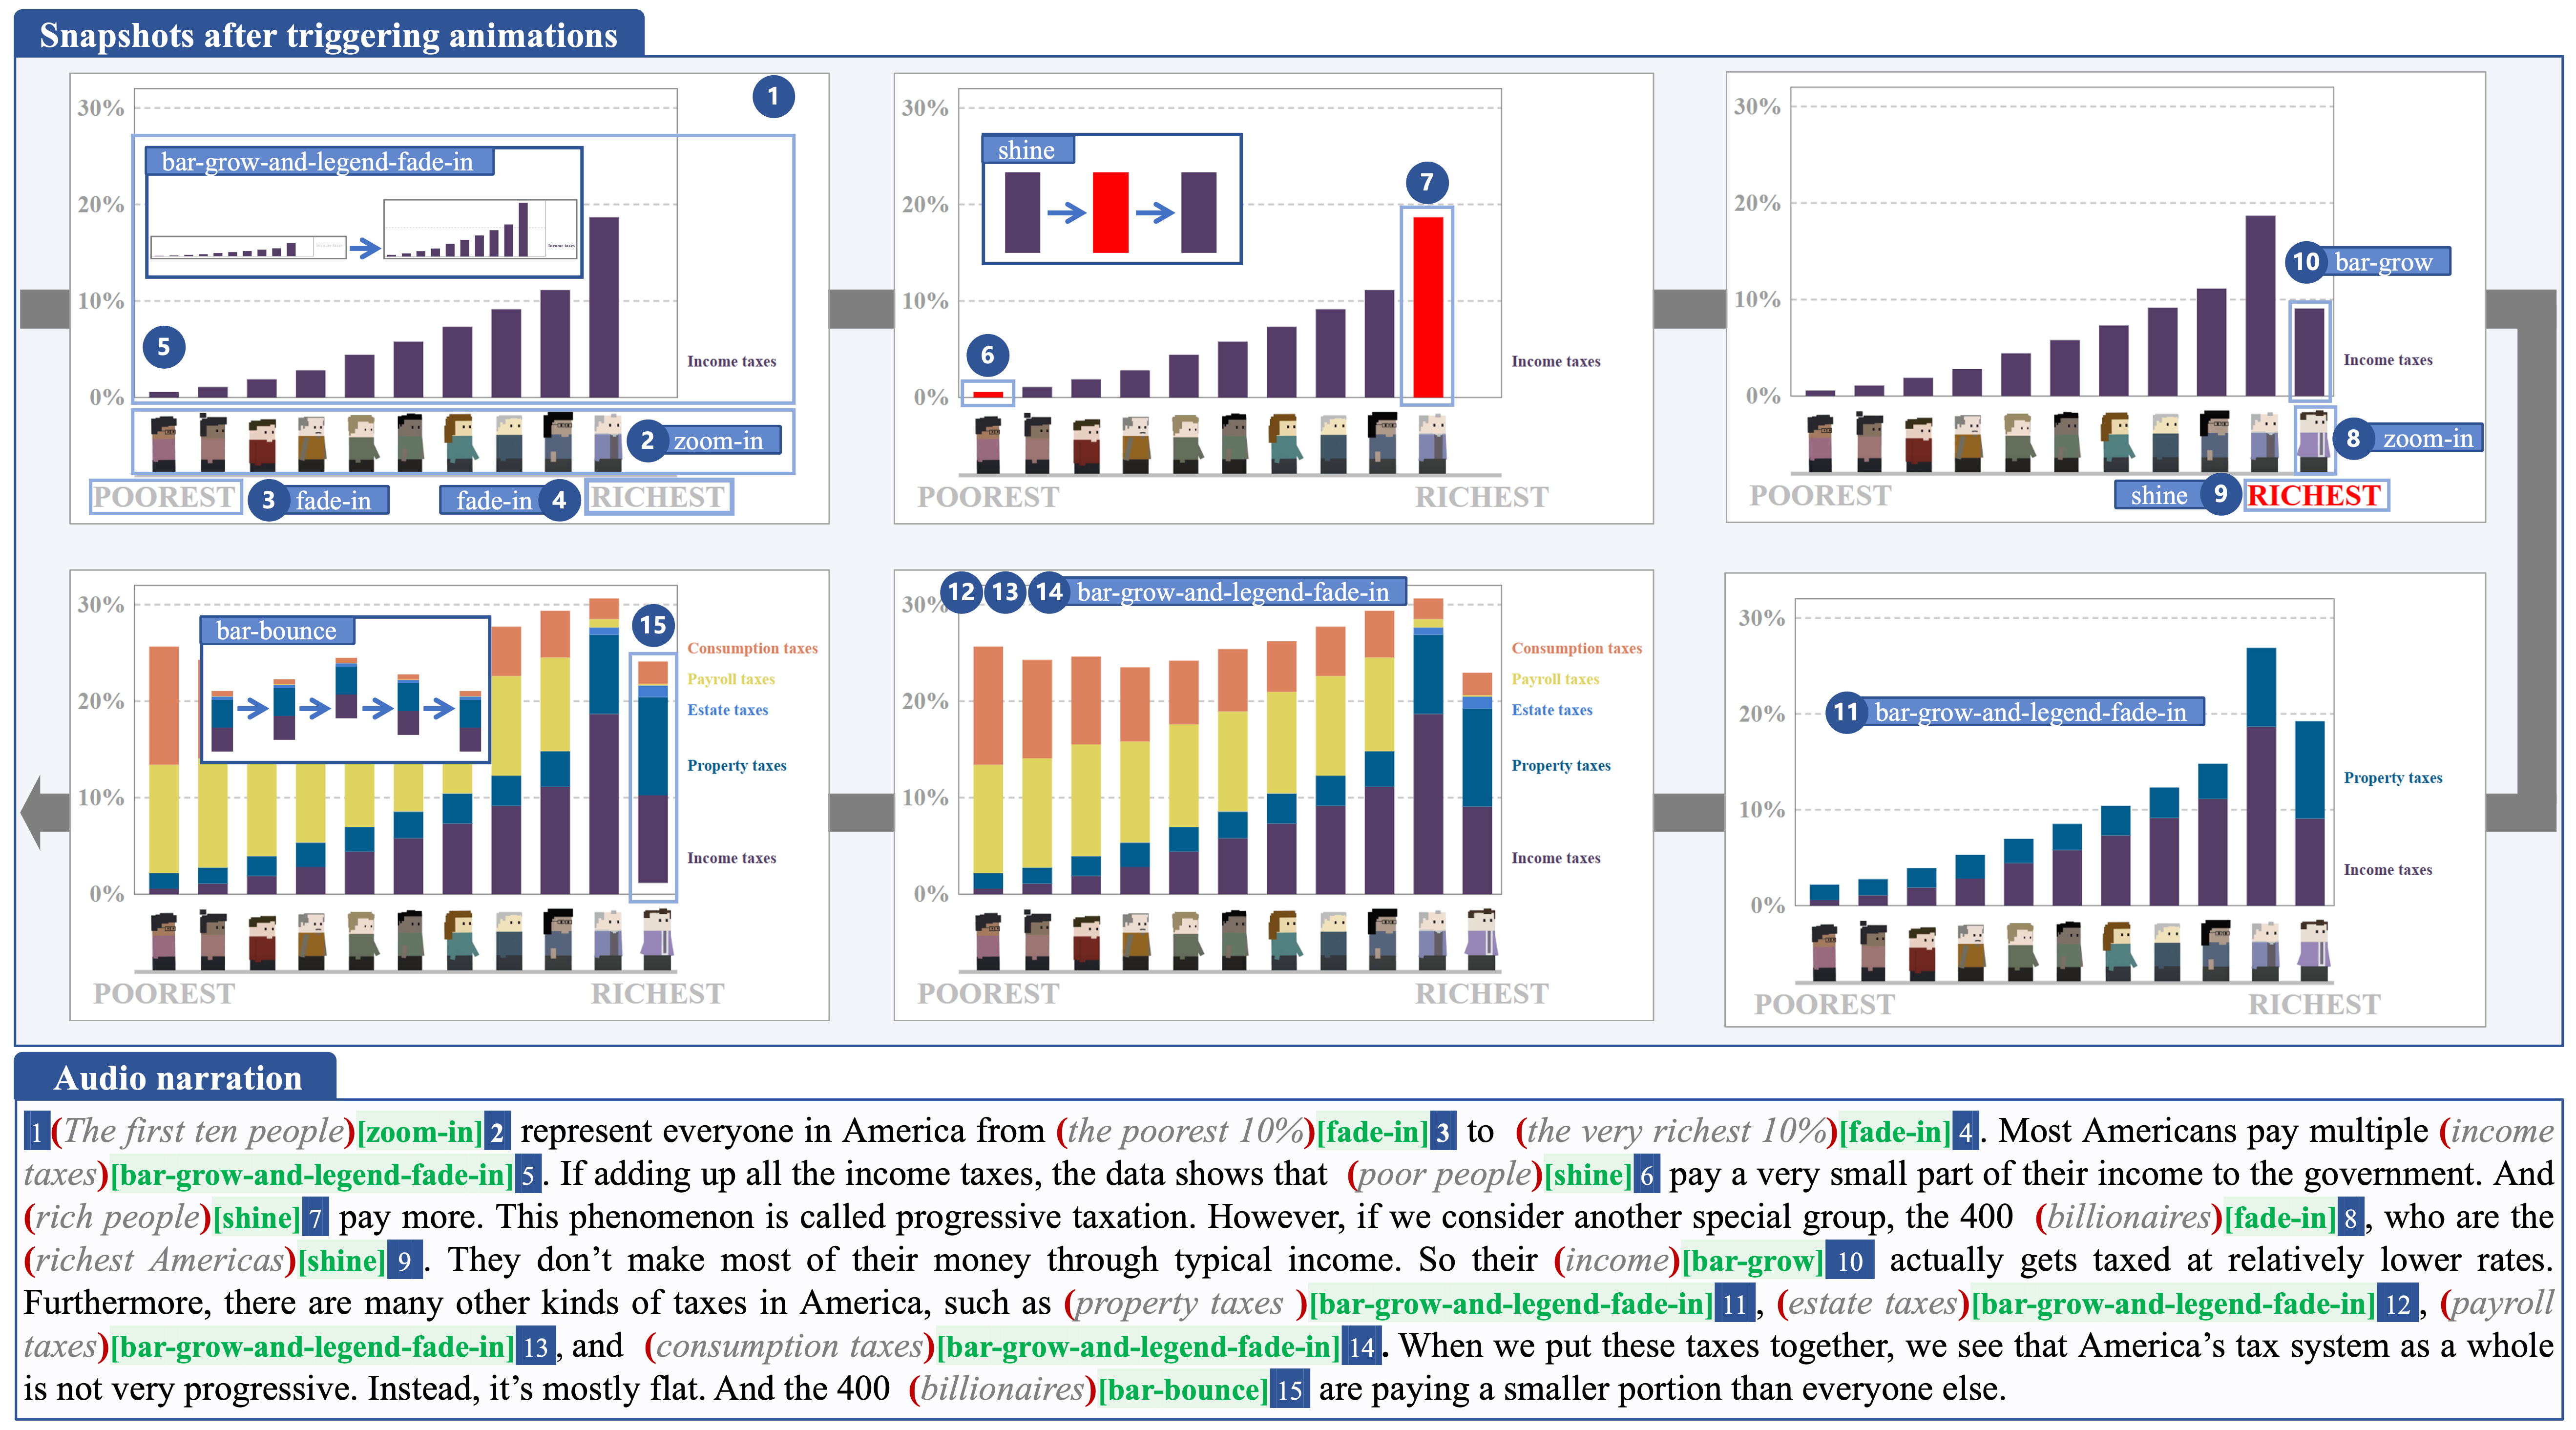 Snapshots after triggering animations
1
30%
bar-grow-and-legend-fade-in
20%
Income taxes
Income taxes
10%
5
Income taxes
0%
2 zoom-in
POOREST 3 fade-in fade-in 4 RICHEST
30%
shine
7
20%
10%
6
Income taxes
0%
POOREST RICHEST
30%
20%
10 bar-grow
10%
Income taxes
0%
8 zoom-in
POOREST shine 9 RICHEST
30%
20%
11 bar-grow-and-legend-fade-in
Property taxes
10%
Income taxes
0%
POOREST RICHEST
12 13 14 bar-grow-and-legend-fade-in
30%
Consumption taxes
Payroll taxes
20%
Estate taxes
Property taxes
10%
Income taxes
0%
POOREST RICHEST
30%
bar-bounce 15
Consumption taxes
Payroll taxes
20%
Estate taxes
Property taxes
10%
Income taxes
0%
POOREST RICHEST
Audio narration
1 (The first ten people)[zoom-in] 2 represent everyone in America from (the poorest 10%)[fade-in] 3 to (the very richest 10%)[fade-in] 4. Most Americans pay multiple (income
taxes)[bar-grow-and-legend-fade-in] 5. If adding up all the income taxes, the data shows that (poor people)[shine] 6 pay a very small part of their income to the government. And
(rich people)[shine] 7 pay more. This phenomenon is called progressive taxation. However, if we consider another special group, the 400 (billionaires)[fade-in] 8, who are the
(richest Americas)[shine] 9. They don’t make most of their money through typical income. So their (income)[bar-grow] 10 actually gets taxed at relatively lower rates.
Furthermore, there are many other kinds of taxes in America, such as (property taxes )[bar-grow-and-legend-fade-in] 11, (estate taxes)[bar-grow-and-legend-fade-in] 12, (payroll
taxes)[bar-grow-and-legend-fade-in] 13, and (consumption taxes)[bar-grow-and-legend-fade-in] 14. When we put these taxes together, we see that America’s tax system as a whole
is not very progressive. Instead, it’s mostly flat. And the 400 (billionaires)[bar-bounce] 15 are paying a smaller portion than everyone else.